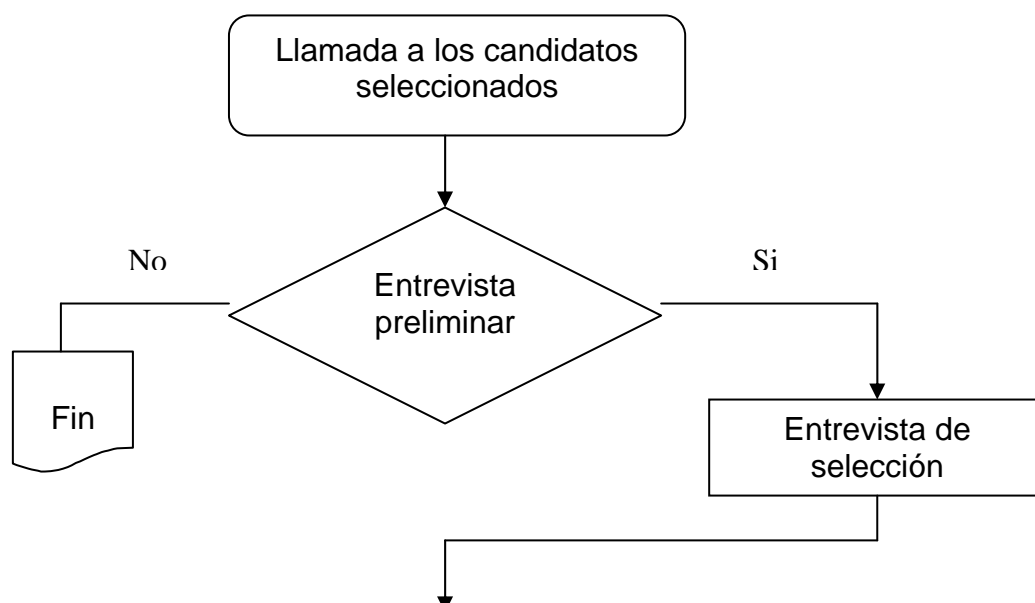 Llamada a los candidatos
seleccionados
No
Si
Entrevista
preliminar
Fin
Entrevista de
selección